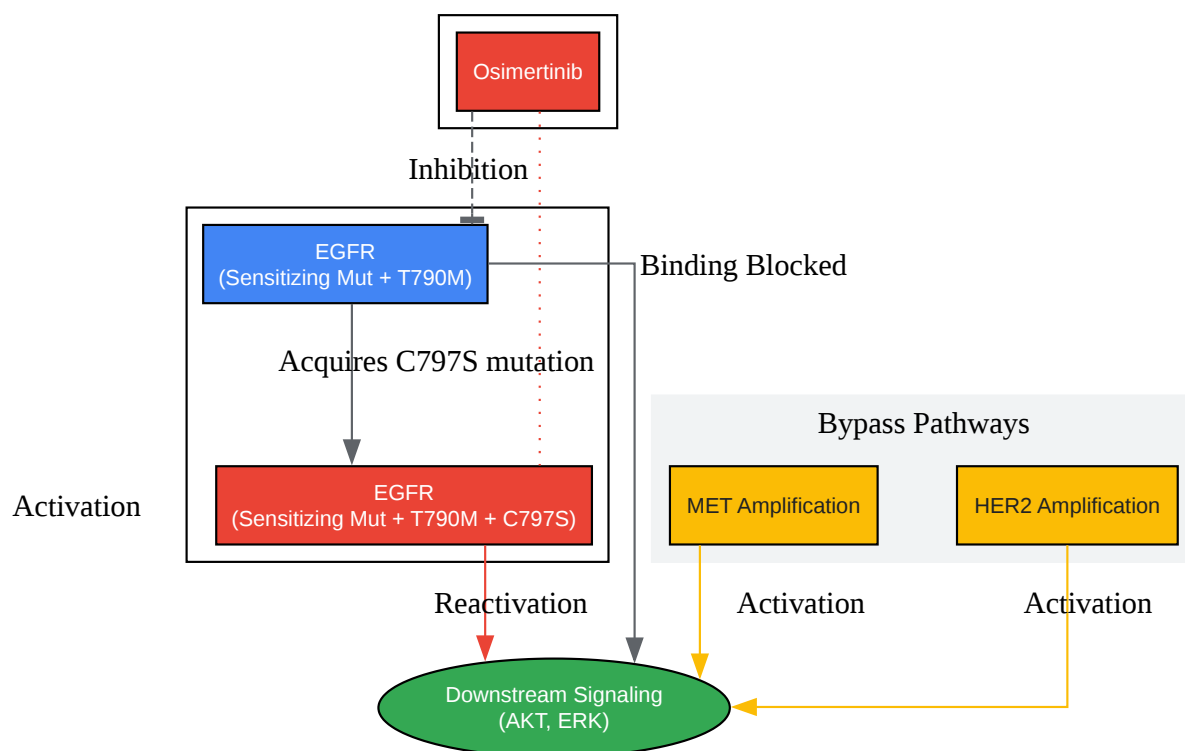 Osimertinib
Inhibition
EGFR
(Sensitizing Mut + T790M)
Binding Blocked
Acquires C797S mutation
Bypass Pathways
EGFR
(Sensitizing Mut + T790M + C797S)
Activation
MET Amplification
HER2 Amplification
Reactivation
Activation
Activation
Downstream Signaling
(AKT, ERK)